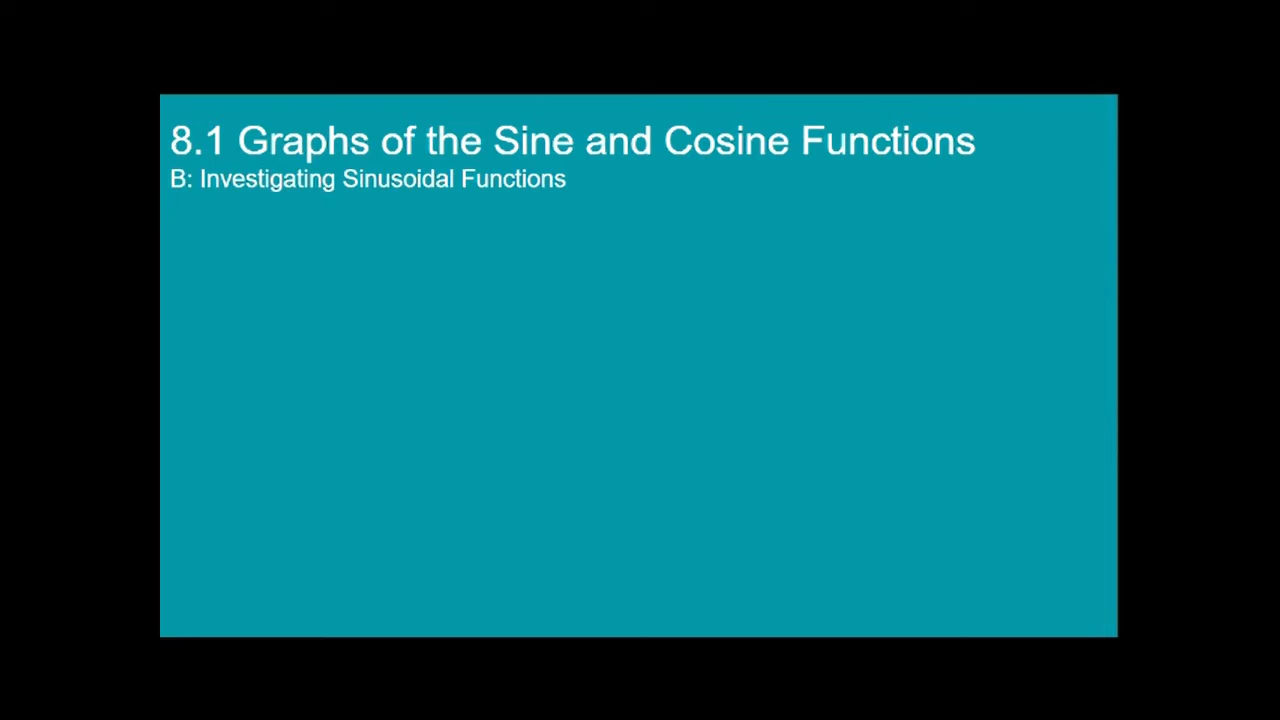 8.1 Graphs of the Sine and Cosine Functions
B: Investigating Sinusoidal Functions